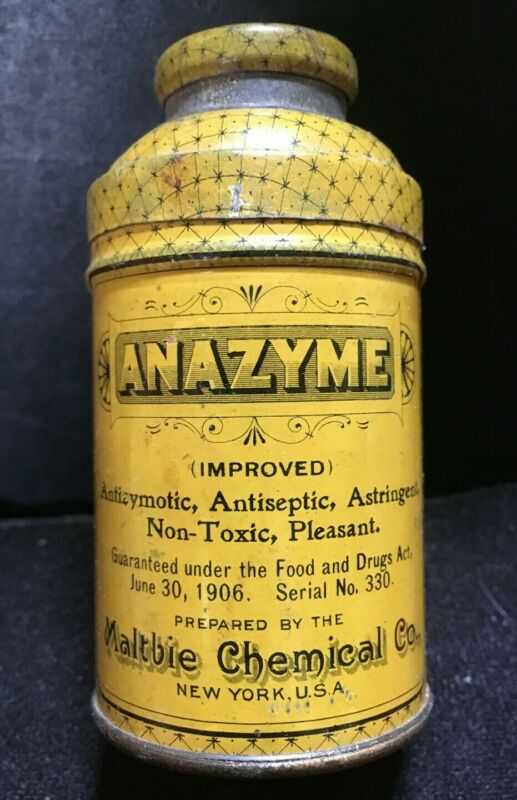 ANAZYME
(IMPROVED)
Antizymotic, Antiseptic, Astringent,
Non-Toxic, Pleasant.
Guaranteed under the Food and Drugs Act,
June 30, 1906. Serial No. 330.
PREPARED BY THE
Maltbie Chemical Co.,
NEW YORK, U.S.A.